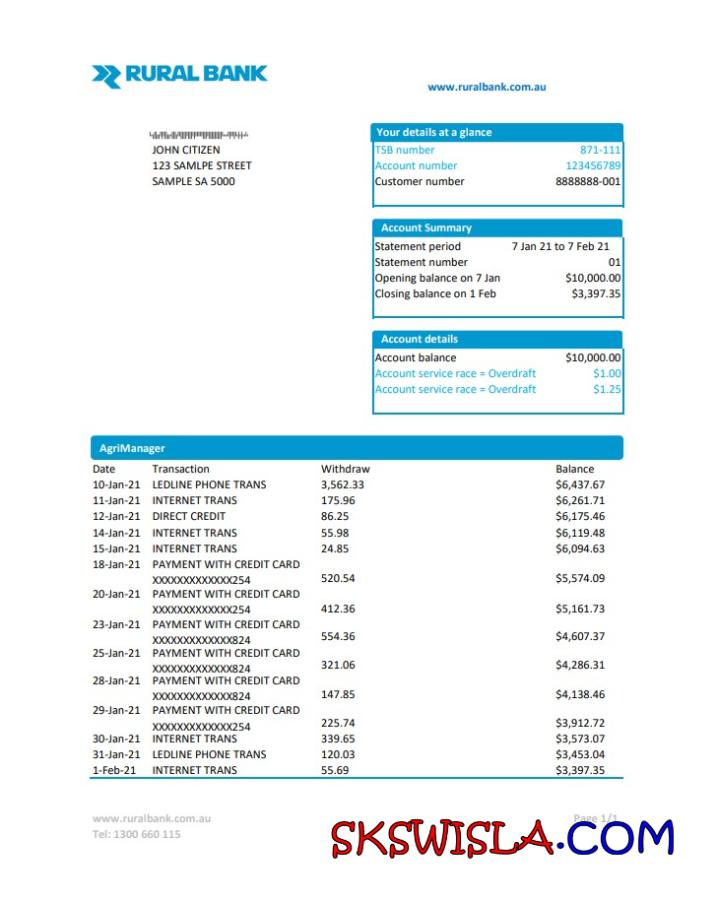 RURAL BANK
www.ruralbank.com.au
JOHN CITIZEN
123 SAMLPE STREET
SAMPLE SA 5000
Your details at a glance
TSB number 871-111
Account number 123456789
Customer number 8888888-001
Account Summary
Statement period 7 Jan 21 to 7 Feb 21
Statement number 01
Opening balance on 7 Jan $10,000.00
Closing balance on 1 Feb $3,397.35
Account details
Account balance $10,000.00
Account service race = Overdraft $1.00
Account service race = Overdraft $1.25
AgriManager
Date Transaction Withdraw Balance
10-Jan-21 LEDLINE PHONE TRANS 3,562.33 $6,437.67
11-Jan-21 INTERNET TRANS 175.96 $6,261.71
12-Jan-21 DIRECT CREDIT 86.25 $6,175.46
14-Jan-21 INTERNET TRANS 55.98 $6,119.48
15-Jan-21 INTERNET TRANS 24.85 $6,094.63
18-Jan-21 PAYMENT WITH CREDIT CARD
XXXXXXXXXXXXX254 520.54 $5,574.09
20-Jan-21 PAYMENT WITH CREDIT CARD
XXXXXXXXXXXXX254 412.36 $5,161.73
23-Jan-21 PAYMENT WITH CREDIT CARD
XXXXXXXXXXXXX824 554.36 $4,607.37
25-Jan-21 PAYMENT WITH CREDIT CARD
XXXXXXXXXXXXX824 321.06 $4,286.31
28-Jan-21 PAYMENT WITH CREDIT CARD
XXXXXXXXXXXXX824 147.85 $4,138.46
29-Jan-21 PAYMENT WITH CREDIT CARD
XXXXXXXXXXXXX254 225.74 $3,912.72
30-Jan-21 INTERNET TRANS 339.65 $3,573.07
31-Jan-21 LEDLINE PHONE TRANS 120.03 $3,453.04
1-Feb-21 INTERNET TRANS 55.69 $3,397.35
www.ruralbank.com.au Page 1/1
Tel: 1300 660 115
SKSWISLA.COM